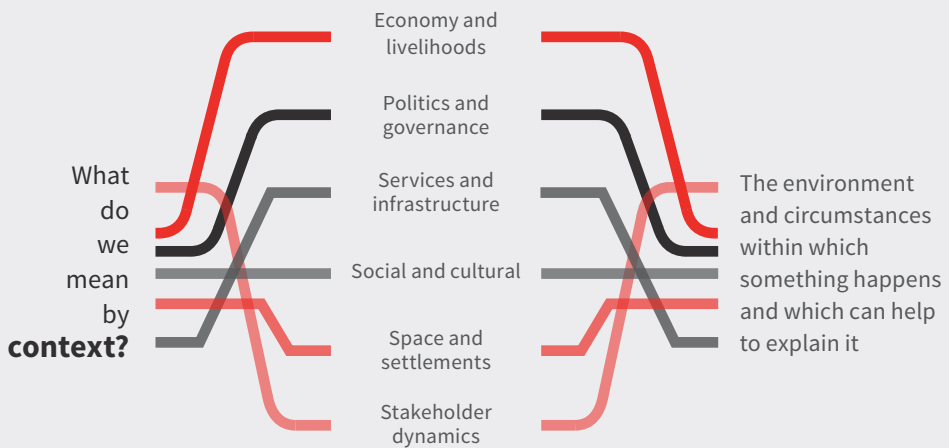 What
do
we
mean
by
context?
Economy and
livelihoods
Politics and
governance
Services and
infrastructure
Social and cultural
Space and
settlements
Stakeholder
dynamics
The environment
and circumstances
within which
something happens
and which can help
to explain it